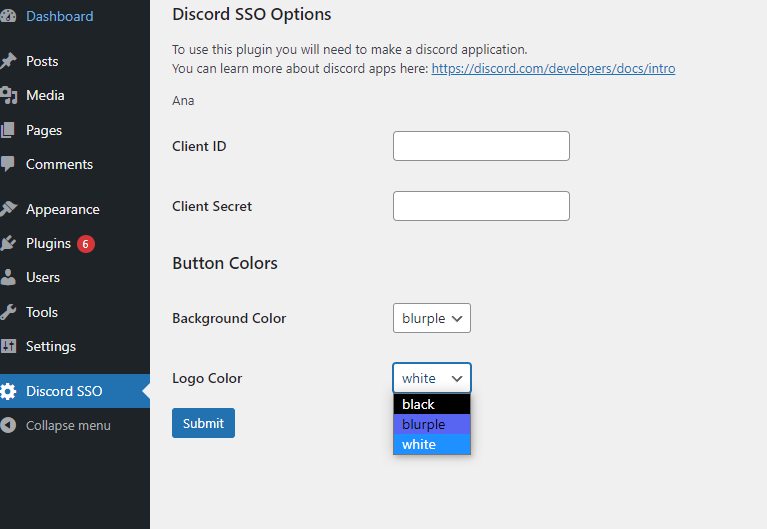 Dashboard
Posts
Media
Pages
Comments
Appearance
Plugins 6
Users
Tools
Settings
Discord SSO
Collapse menu
Discord SSO Options
To use this plugin you will need to make a discord application.
You can learn more about discord apps here: https://discord.com/developers/docs/intro
Ana
Client ID
Client Secret
Button Colors
Background Color
blurple
Logo Color
white
black
blurple
white
Submit